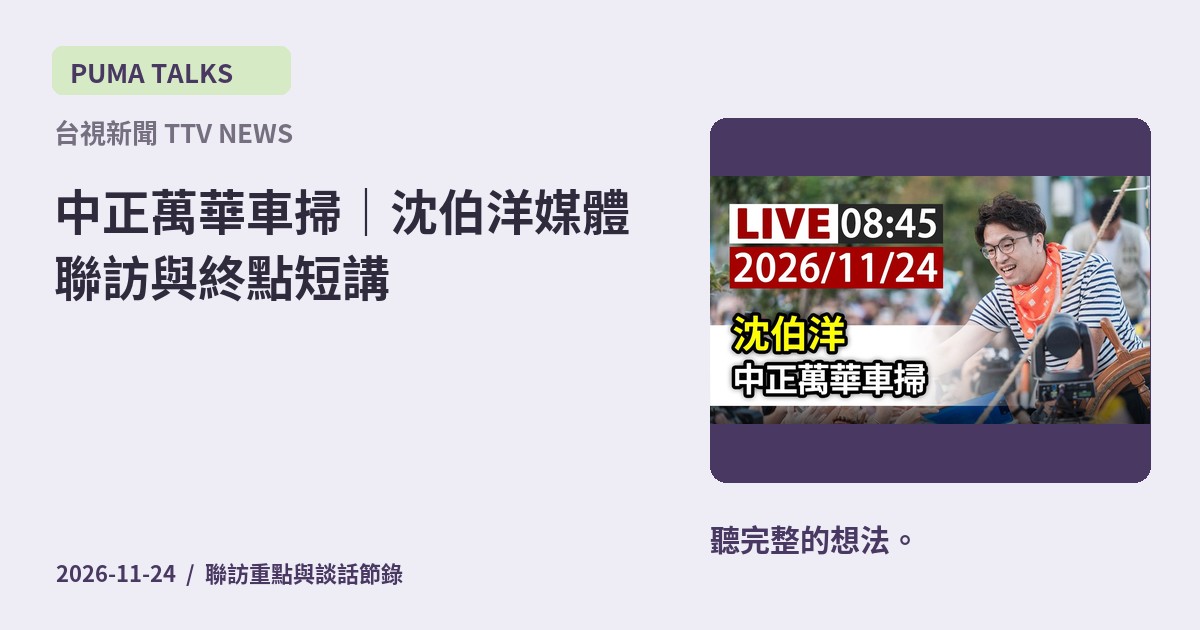 PUMA TALKS
台視新聞 TTV NEWS
中正萬華車掃｜沈伯洋媒體
聯訪與終點短講
LIVE 08:45
2026/11/24
沈伯洋
中正萬華車掃
聽完整的想法。
2026-11-24 / 聯訪重點與談話節錄